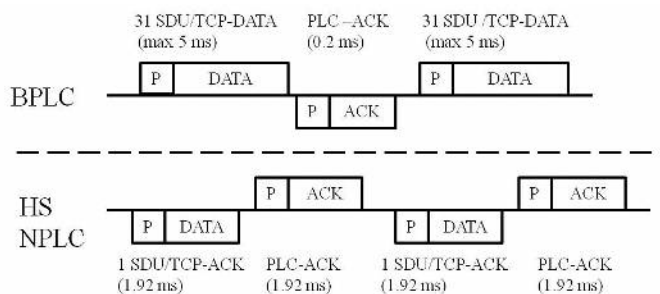 31 SDU/TCP-DATA
(max 5 ms)
PLC –ACK
(0.2 ms)
31 SDU /TCP-DATA
(max 5 ms)
P
DATA
P
DATA
BPLC
P
ACK
P
ACK
P
ACK
HS
NPLC
P
DATA
P
DATA
1 SDU/TCP-ACK
(1.92 ms)
PLC-ACK
(1.92 ms)
1 SDU/TCP-ACK
(1.92 ms)
PLC-ACK
(1.92 ms)